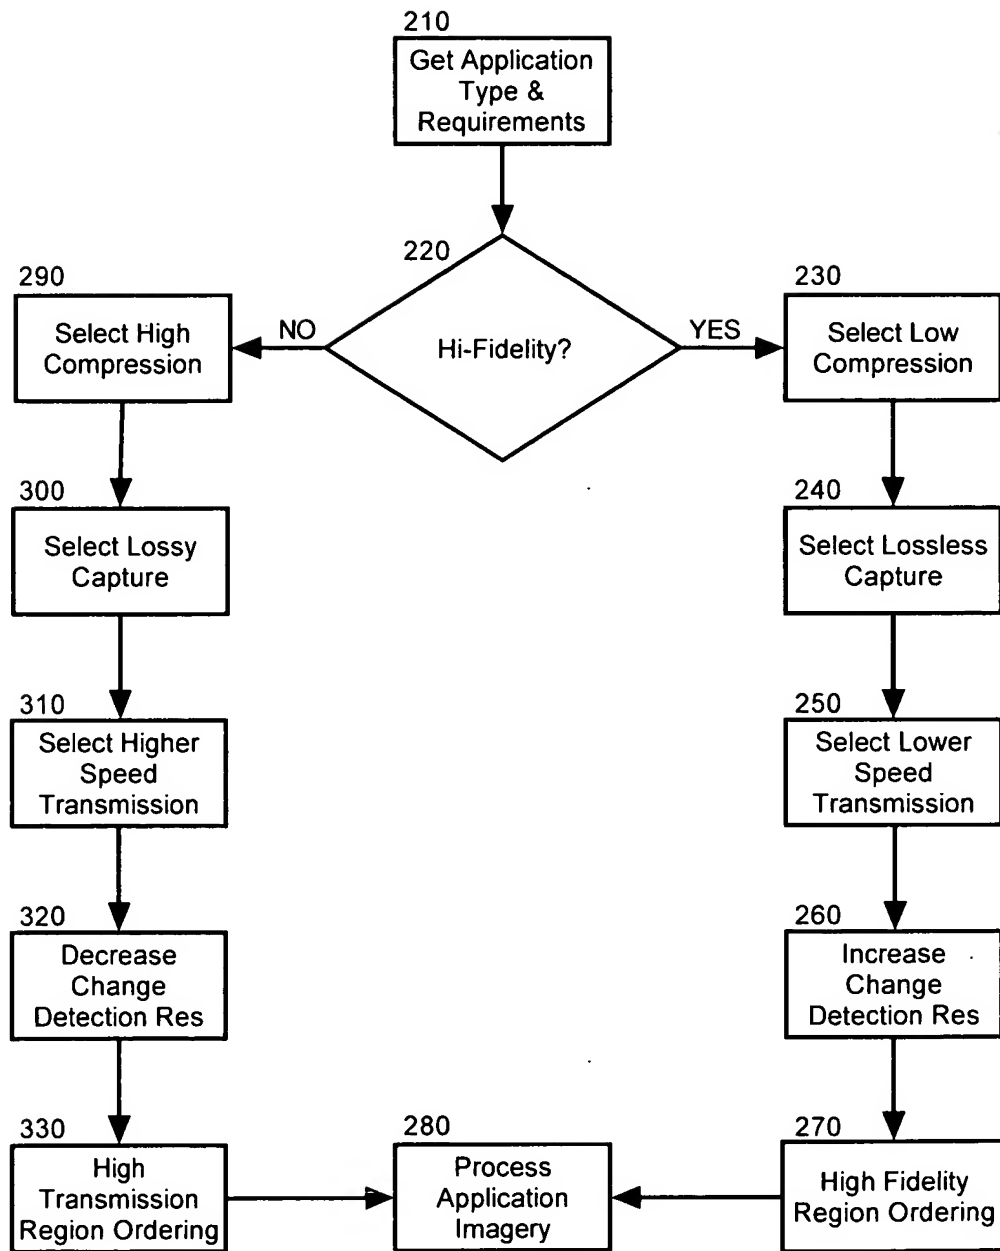 210
Get Application
Type &
Requirements
220
Hi-Fidelity?
NO
YES
290
Select High
Compression
230
Select Low
Compression
300
Select Lossy
Capture
240
Select Lossless
Capture
310
Select Higher
Speed
Transmission
250
Select Lower
Speed
Transmission
320
Decrease
Change
Detection Res
260
Increase
Change
Detection Res
330
High
Transmission
Region Ordering
280
Process
Application
Imagery
270
High Fidelity
Region Ordering